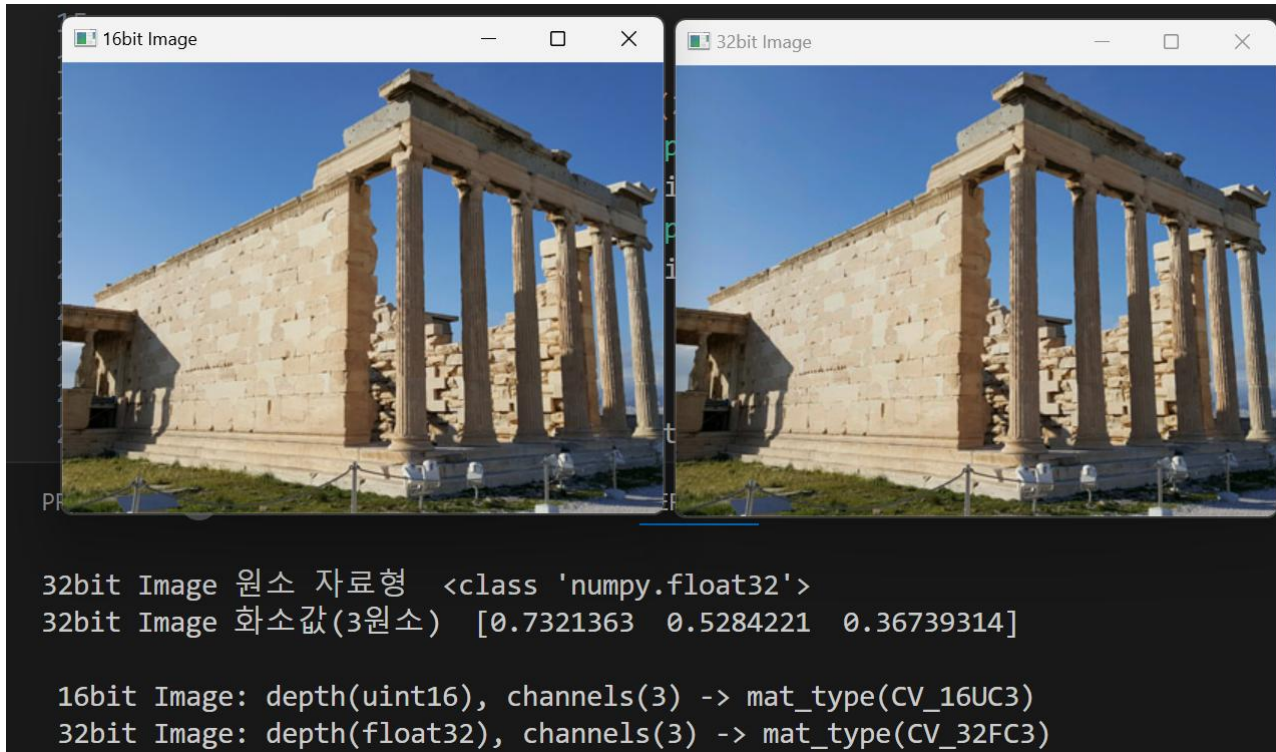 15
16bit Image
32bit Image
32bit Image 원소 자료형 <class 'numpy.float32'>
32bit Image 화소값(3원소) [0.7321363 0.5284221 0.36739314]
16bit Image: depth(uint16), channels(3) -> mat_type(CV_16UC3)
32bit Image: depth(float32), channels(3) -> mat_type(CV_32FC3)